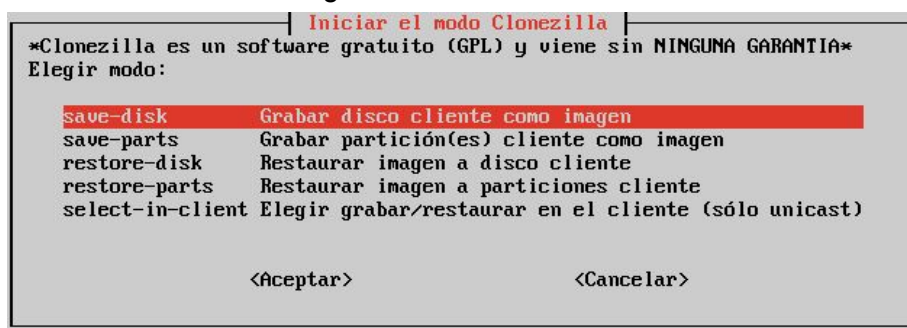 Iniciar el modo Clonezilla
*Clonezilla es un software gratuito (GPL) y viene sin NINGUNA GARANTIA*
Elegir modo:
save-disk Grabar disco cliente como imagen
save-parts Grabar partición(es) cliente como imagen
restore-disk Restaurar imagen a disco cliente
restore-parts Restaurar imagen a particiones cliente
select-in-client Elegir grabar/restaurar en el cliente (sólo unicast)
<Aceptar> <Cancelar>